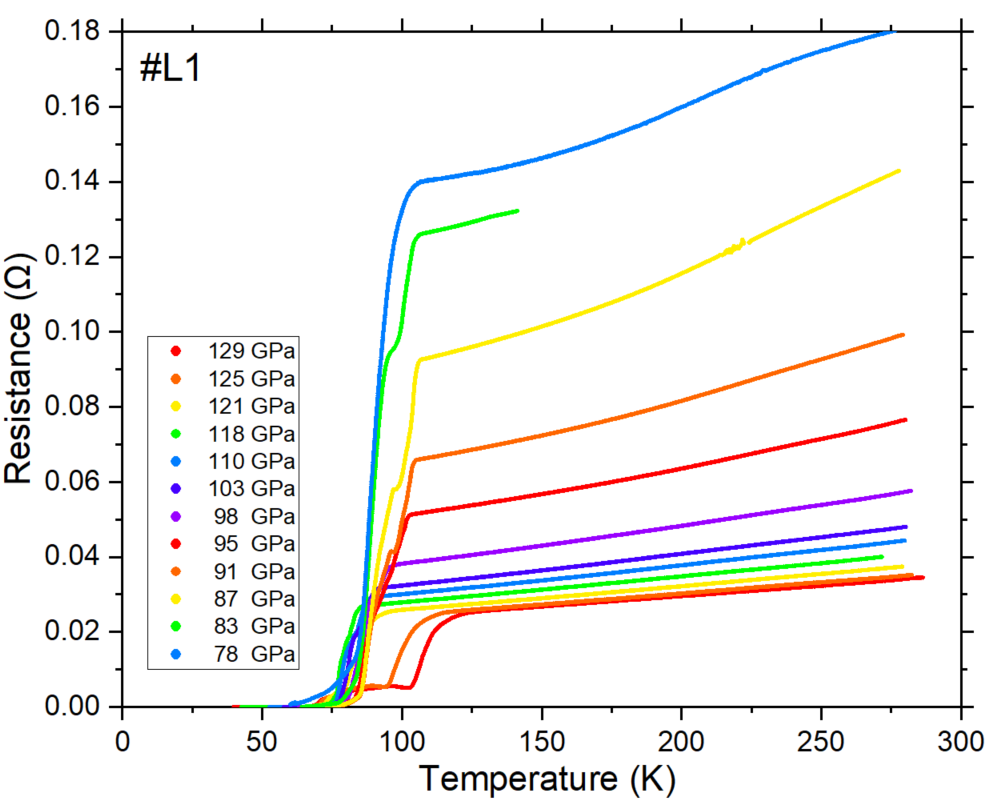 #L1
0.18
0.16
0.14
0.12
0.10
0.08
0.06
0.04
0.02
0.00
Resistance (Ω)
129 GPa
125 GPa
121 GPa
118 GPa
110 GPa
103 GPa
98 GPa
95 GPa
91 GPa
87 GPa
83 GPa
78 GPa
0 50 100 150 200 250 300
Temperature (K)